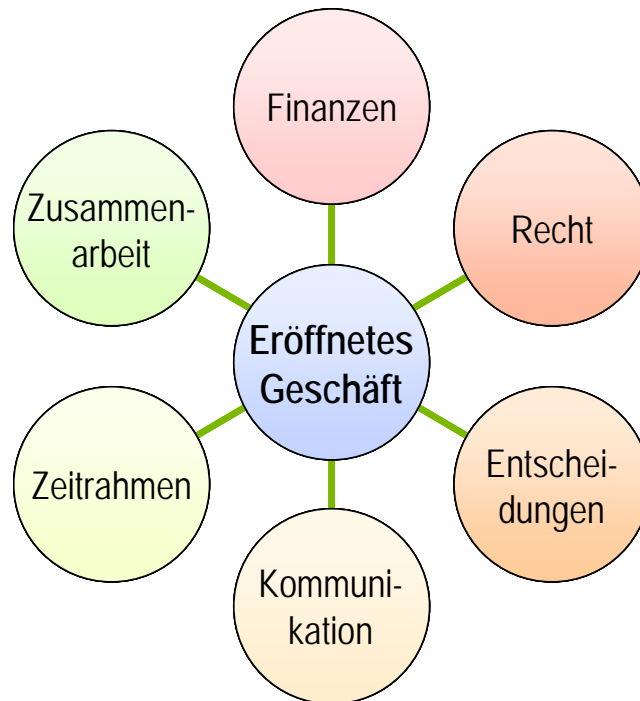 Finanzen
Zusammen-
arbeit
Recht
Eröffnetes
Geschäft
Zeitrahmen
Entschei-
dungen
Kommuni-
kation